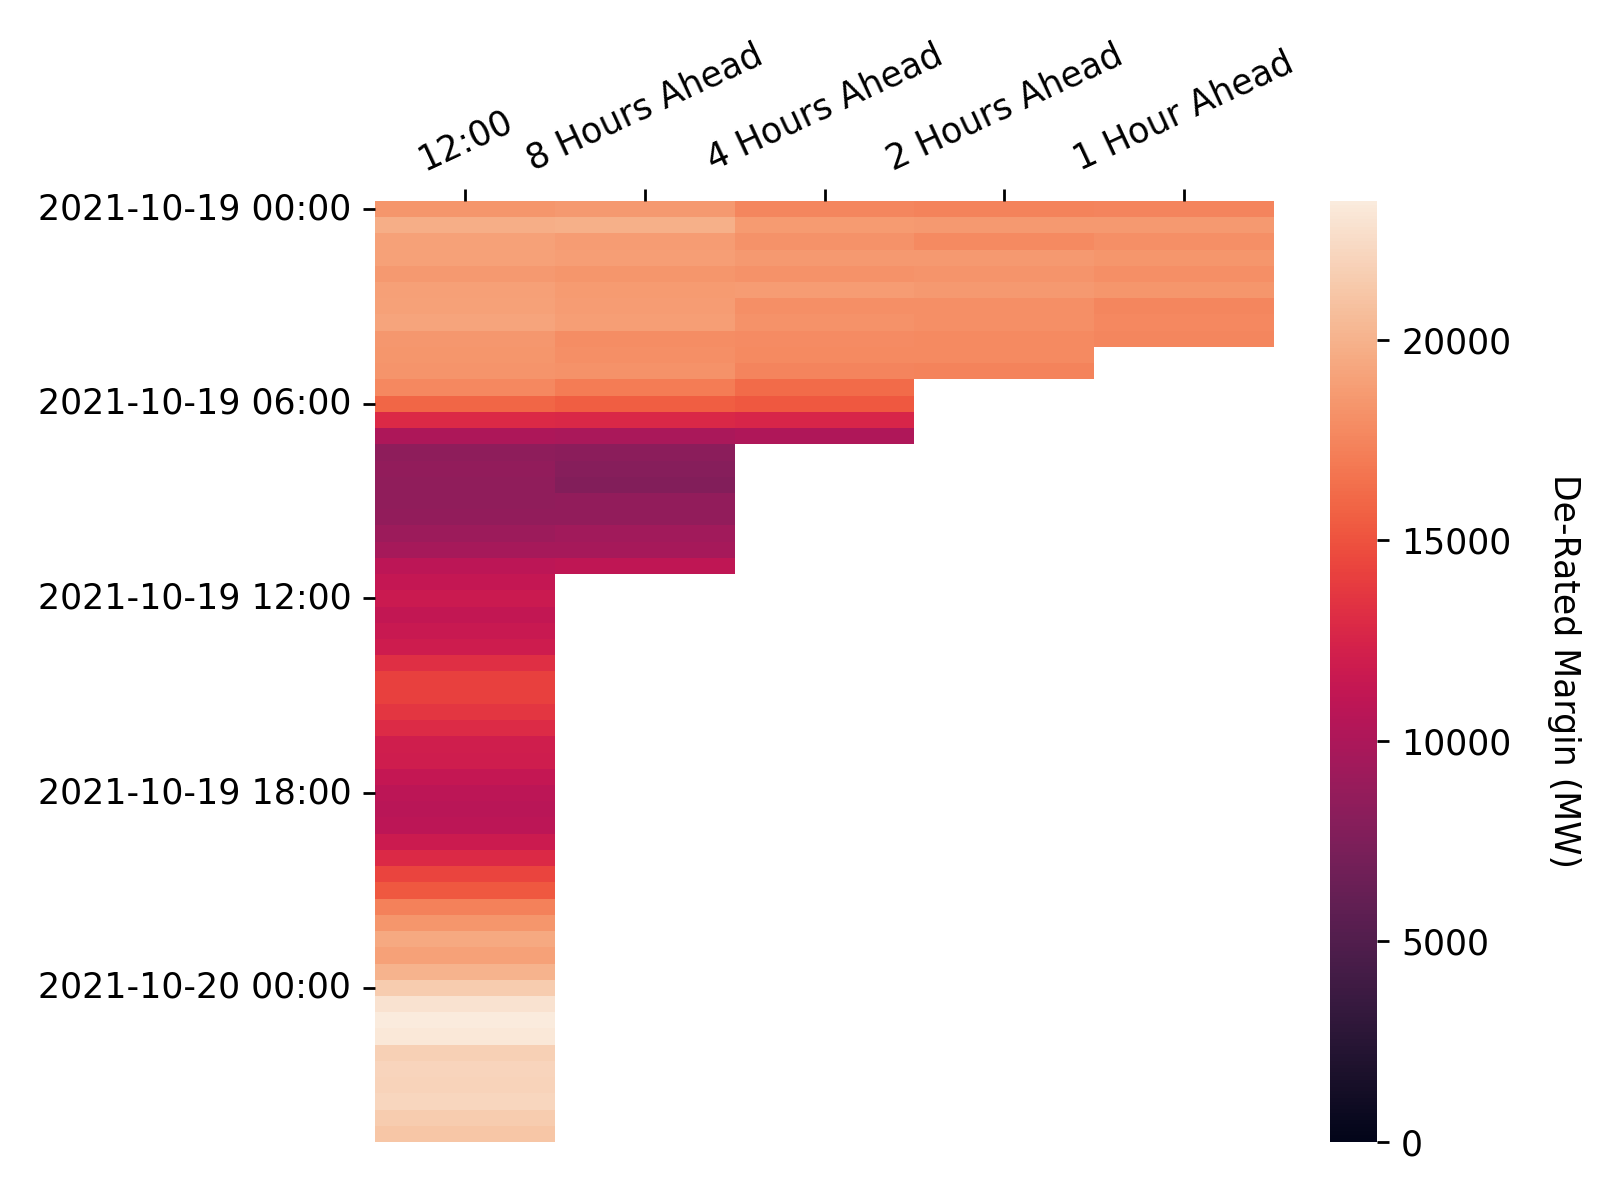 12:00
8 Hours Ahead
4 Hours Ahead
2 Hours Ahead
1 Hour Ahead
2021-10-19 00:00
2021-10-19 06:00
2021-10-19 12:00
2021-10-19 18:00
2021-10-20 00:00
20000
15000
10000
5000
0
De-Rated Margin (MW)